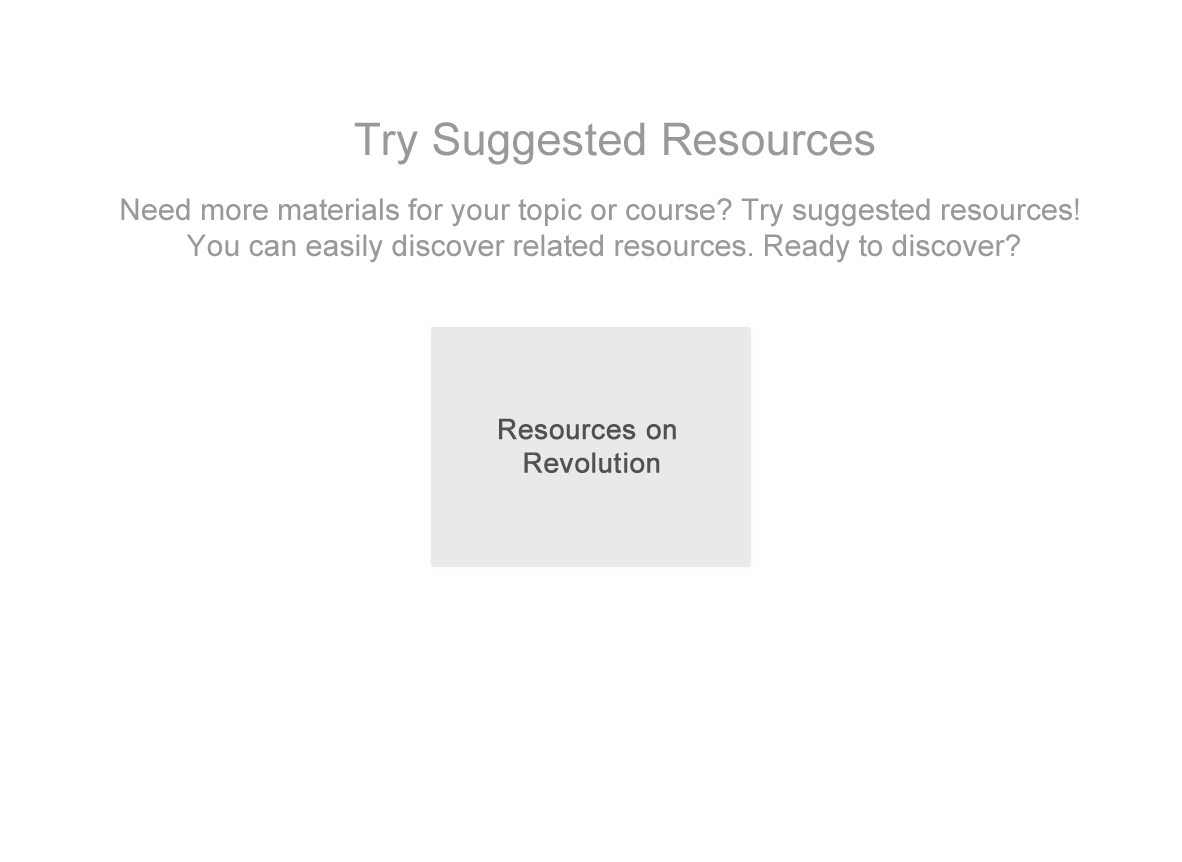 Try Suggested Resources
Need more materials for your topic or course? Try suggested resources!
You can easily discover related resources. Ready to discover?
Resources on
Revolution